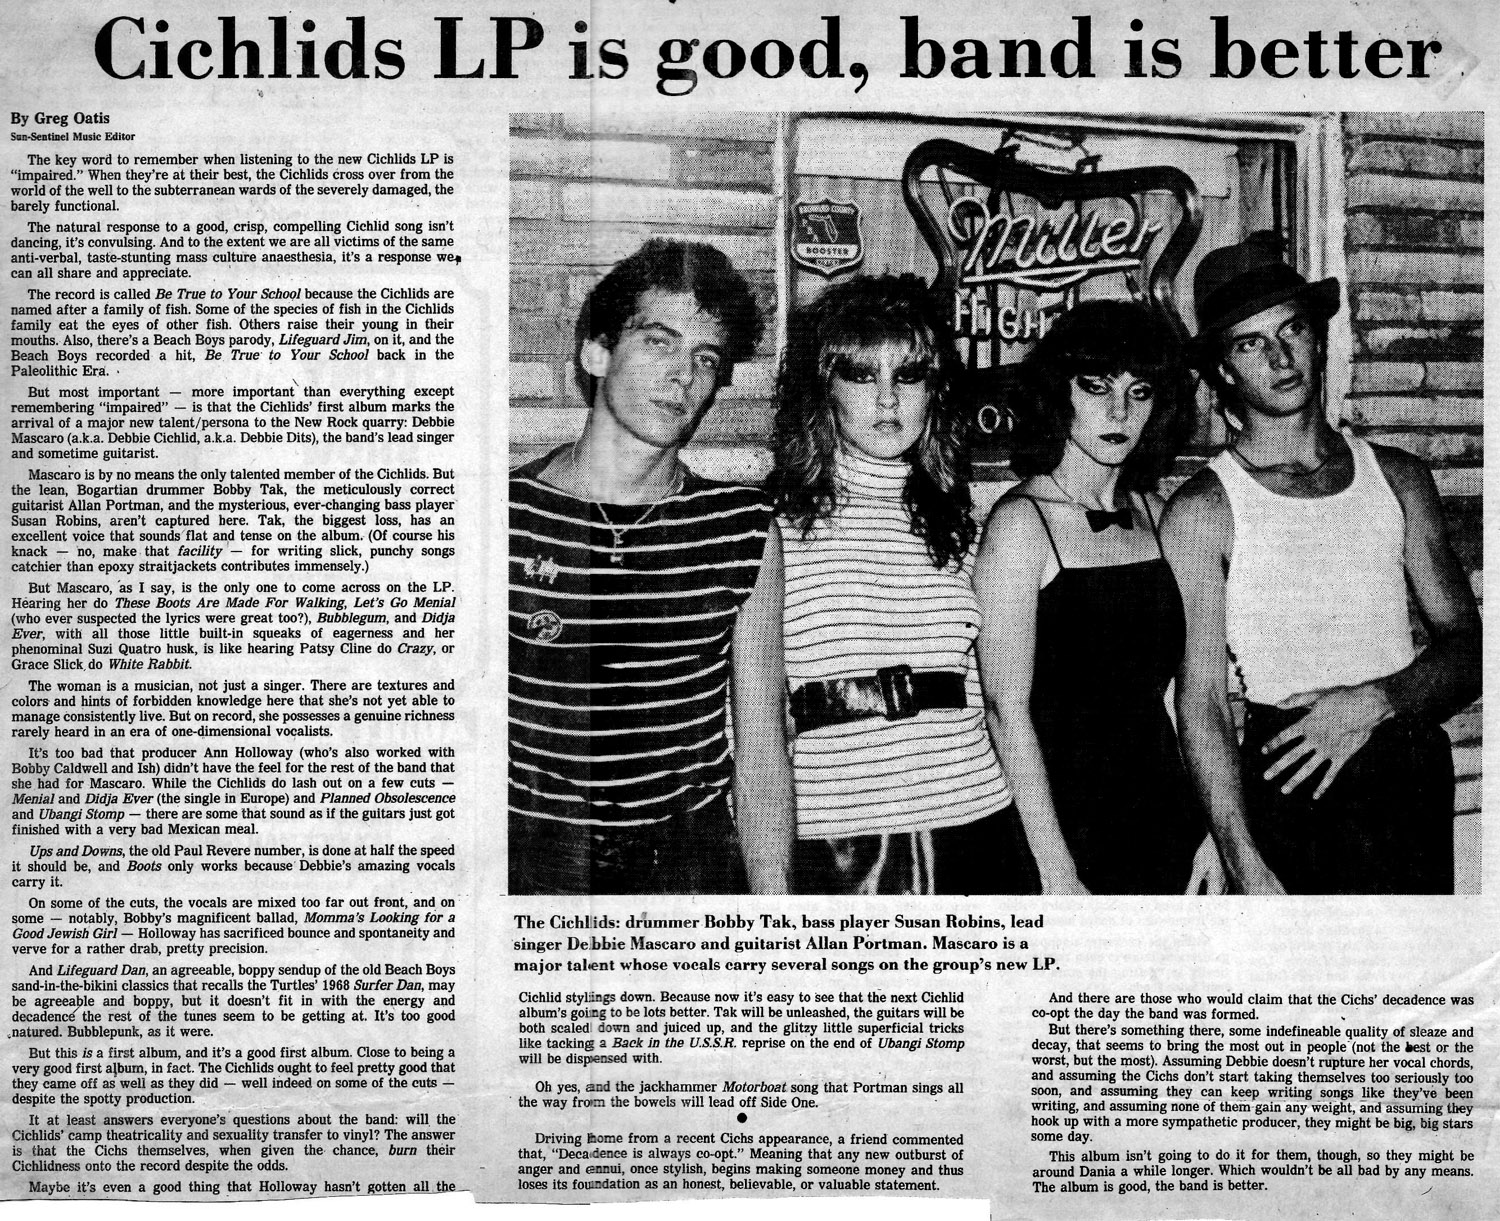 Cichlids LP is good, band is better
By Greg Oatis
Sun-Sentinel Music Editor
The key word to remember when listening to the new Cichlids LP is
“impaired.” When they’re at their best, the Cichlids cross over from the
world of the well to the subterranean wards of the severely damaged, the
barely functional.
The natural response to a good, crisp, compelling Cichlid song isn’t
dancing, it’s convulsing. And to the extent we are all victims of the same
anti-verbal, taste-stunting mass culture anaesthesia, it’s a response we
can all share and appreciate.
The record is called Be True to Your School because the Cichlids are
named after a family of fish. Some of the species of fish in the Cichlids
family eat the eyes of other fish. Others raise their young in their
mouths. Also, there’s a Beach Boys parody, Lifeguard Jim, on it, and the
Beach Boys recorded a hit, Be True to Your School back in the
Paleolithic Era.
But most important — more important than everything except
remembering “impaired” — is that the Cichlids’ first album marks the
arrival of a major new talent/persona to the New Rock quarry: Debbie
Mascaro (a.k.a. Debbie Cichlid, a.k.a. Debbie Dits), the band’s lead singer
and sometime guitarist.
Mascaro is by no means the only talented member of the Cichlids. But
the lean, Bogartian drummer Bobby Tak, the meticulously correct
guitarist Allan Portman, and the mysterious, ever-changing bass player
Susan Robins, aren’t captured here. Tak, the biggest loss, has an
excellent voice that sounds flat and tense on the album. (Of course his
knack — no, make that facility — for writing slick, punchy songs
catchier than epoxy straitjackets contributes immensely.)
But Mascaro, as I say, is the only one to come across on the LP.
Hearing her do These Boots Are Made For Walking, Let’s Go Menial
(who ever suspected the lyrics were great too?), Bubblegum, and Didja
Ever, with all those little built-in squeaks of eagerness and her
phenomenal Suzi Quatro husk, is like hearing Patsy Cline do Crazy, or
Grace Slick do White Rabbit.
The woman is a musician, not just a singer. There are textures and
colors and hints of forbidden knowledge here that she’s not yet able to
manage consistently live. But on record, she possesses a genuine richness
rarely heard in an era of one-dimensional vocalists.
It’s too bad that producer Ann Holloway (who’s also worked with
Bobby Caldwell and Ish) didn’t have the feel for the rest of the band that
she had for Mascaro. While the Cichlids do lash out on a few cuts —
Menial and Didja Ever (the single in Europe) and Planned Obsolescence
and Ubangi Stomp — there are some that sound as if the guitars just got
finished with a very bad Mexican meal.
Ups and Downs, the old Paul Revere number, is done at half the speed
it should be, and Boots only works because Debbie’s amazing vocals
carry it.
On some of the cuts, the vocals are mixed too far out front, and on
some — notably, Bobby’s magnificent ballad, Momma’s Looking for a
Good Jewish Girl — Holloway has sacrificed bounce and spontaneity and
verve for a rather drab, pretty precision.
And Lifeguard Dan, an agreeable, boppy sendup of the old Beach Boys
sand-in-the-bikini classics that recalls the Turtles’ 1968 Surfer Dan, may
be agreeable and boppy, but it doesn’t fit in with the energy and
decadence the rest of the tunes seem to be getting at. It’s too good
natured. Bubblepunk, as it were.
But this is a first album, and it’s a good first album. Close to being a
very good first album, in fact. The Cichlids ought to feel pretty good that
they came off as well as they did — well indeed on some of the cuts —
despite the spotty production.
It at least answers everyone’s questions about the band: will the
Cichlids’ camp theatricality and sexuality transfer to vinyl? The answer
is that the Cichs themselves, when given the chance, burn their
Cichlidness onto the record despite the odds.
Maybe it’s even a good thing that Holloway hasn’t gotten all the
BROWARD COUNTY
BOOSTER
Miller
HIGH
The Cichlids: drummer Bobby Tak, bass player Susan Robins, lead
singer Debbie Mascaro and guitarist Allan Portman. Mascaro is a
major talent whose vocals carry several songs on the group’s new LP.
Cichlid stylings down. Because now it’s easy to see that the next Cichlid
album’s going to be lots better. Tak will be unleashed, the guitars will be
both scaled down and juiced up, and the glitzy little superficial tricks
like tacking a Back in the U.S.S.R. reprise on the end of Ubangi Stomp
will be dispensed with.
Oh yes, and the jackhammer Motorboat song that Portman sings all
the way from the bowels will lead off Side One.
●
Driving home from a recent Cichs appearance, a friend commented
that, “Decadence is always co-opt.” Meaning that any new outburst of
anger and ennui, once stylish, begins making someone money and thus
loses its foundation as an honest, believable, or valuable statement.
And there are those who would claim that the Cichs’ decadence was
co-opt the day the band was formed.
But there’s something there, some indefineable quality of sleaze and
decay, that seems to bring the most out in people (not the best or the
worst, but the most). Assuming Debbie doesn’t rupture her vocal chords,
and assuming the Cichs don’t start taking themselves too seriously too
soon, and assuming they can keep writing songs like they’ve been
writing, and assuming none of them gain any weight, and assuming they
hook up with a more sympathetic producer, they might be big, big stars
some day.
This album isn’t going to do it for them, though, so they might be
around Dania a while longer. Which wouldn’t be all bad by any means.
The album is good, the band is better.